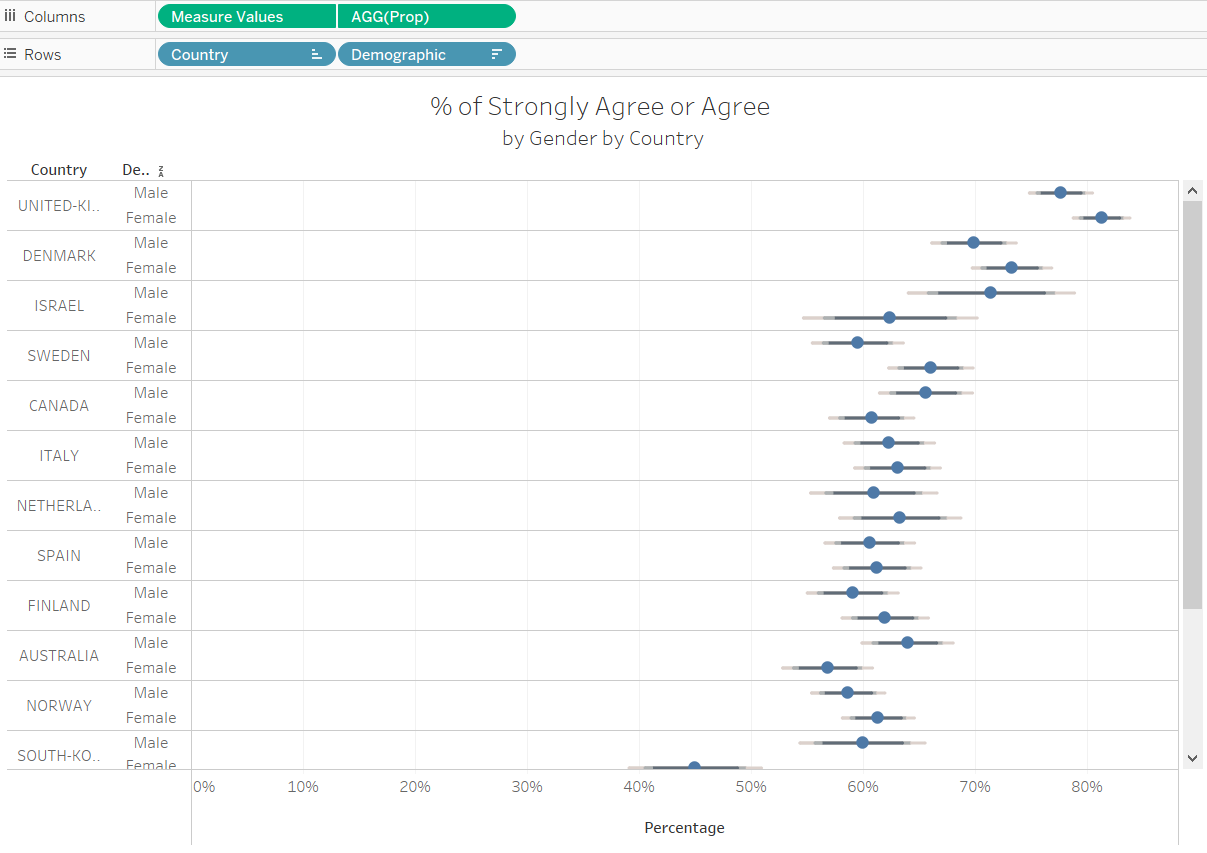 Columns Measure Values AGG(Prop)
Rows Country Demographic
% of Strongly Agree or Agree
by Gender by Country
Country De..
UNITED-KI..
Male
Female
DENMARK
Male
Female
ISRAEL
Male
Female
SWEDEN
Male
Female
CANADA
Male
Female
ITALY
Male
Female
NETHERLA..
Male
Female
SPAIN
Male
Female
FINLAND
Male
Female
AUSTRALIA
Male
Female
NORWAY
Male
Female
SOUTH-KO..
Male
Female
0% 10% 20% 30% 40% 50% 60% 70% 80%
Percentage